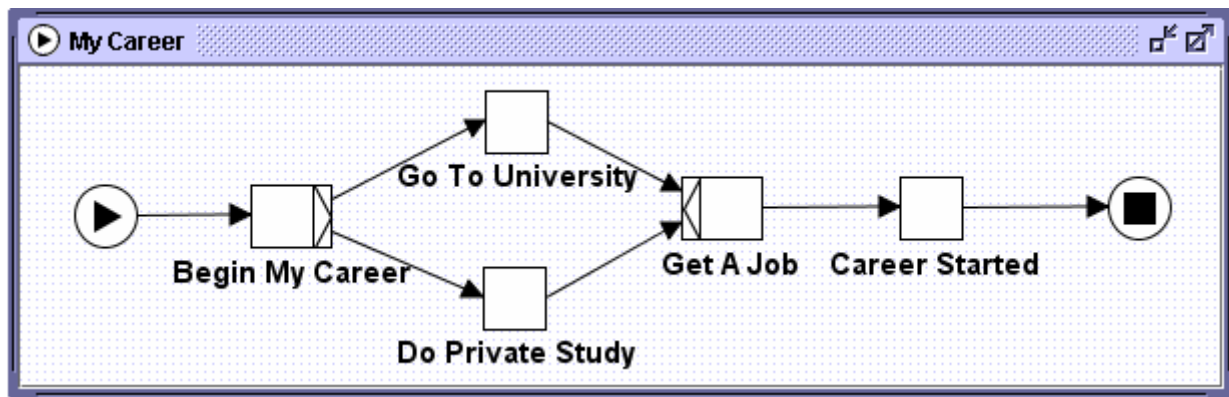 My Career
Go To University
Begin My Career
Get A Job
Career Started
Do Private Study